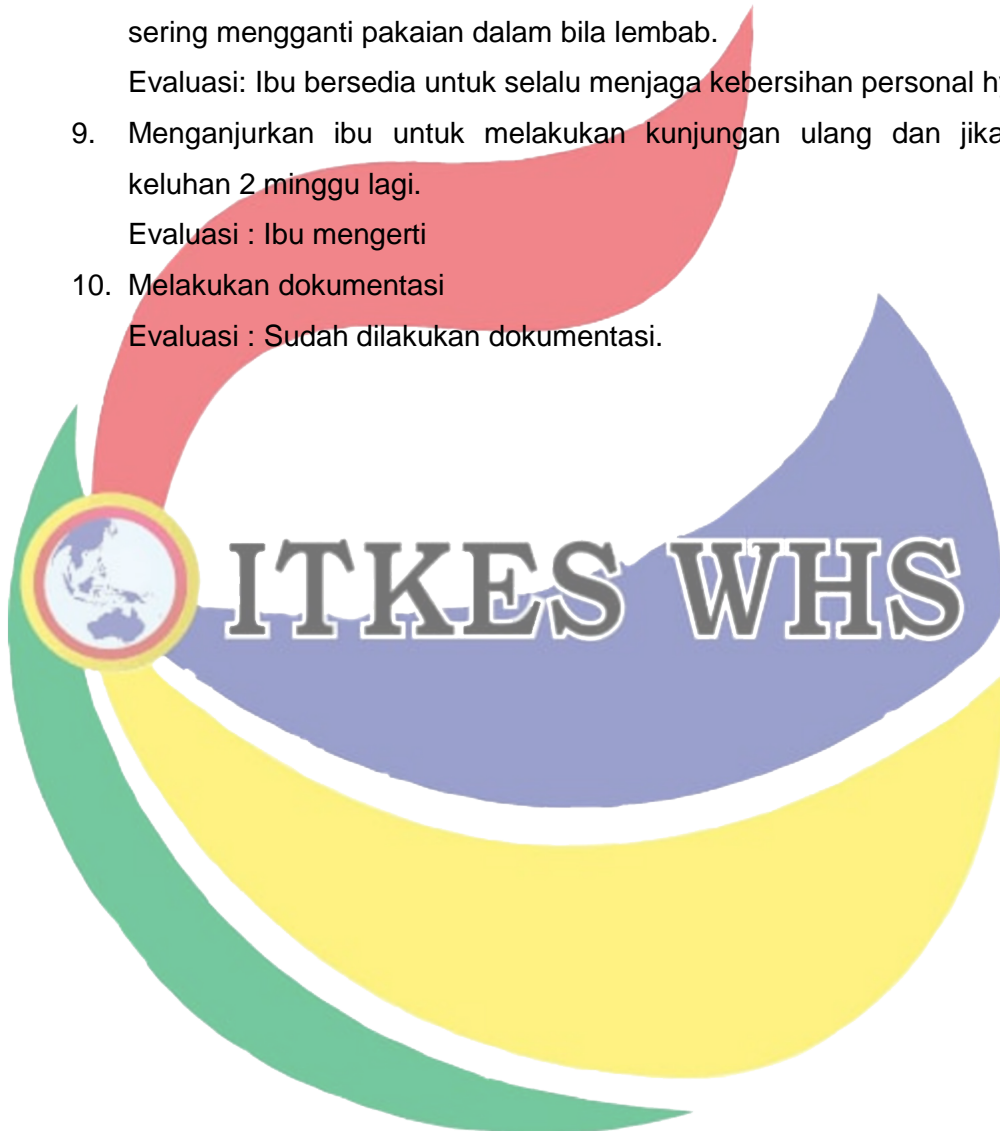 sering mengganti pakaian dalam bila lembab.
Evaluasi: Ibu bersedia untuk selalu menjaga kebersihan personal
9. Menganjurkan ibu untuk melakukan kunjungan ulang dan jika
keluhan 2 minggu lagi.
Evaluasi : Ibu mengerti
10. Melakukan dokumentasi
Evaluasi : Sudah dilakukan dokumentasi.
ITKES WHS